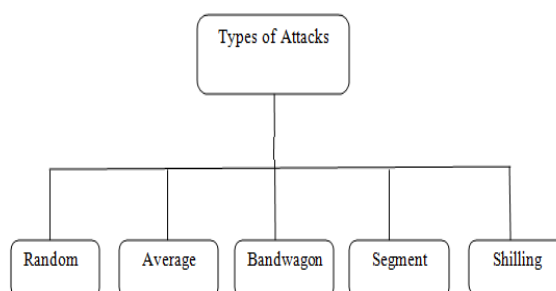 Types of Attacks
Random
Average
Bandwagon
Segment
Shilling